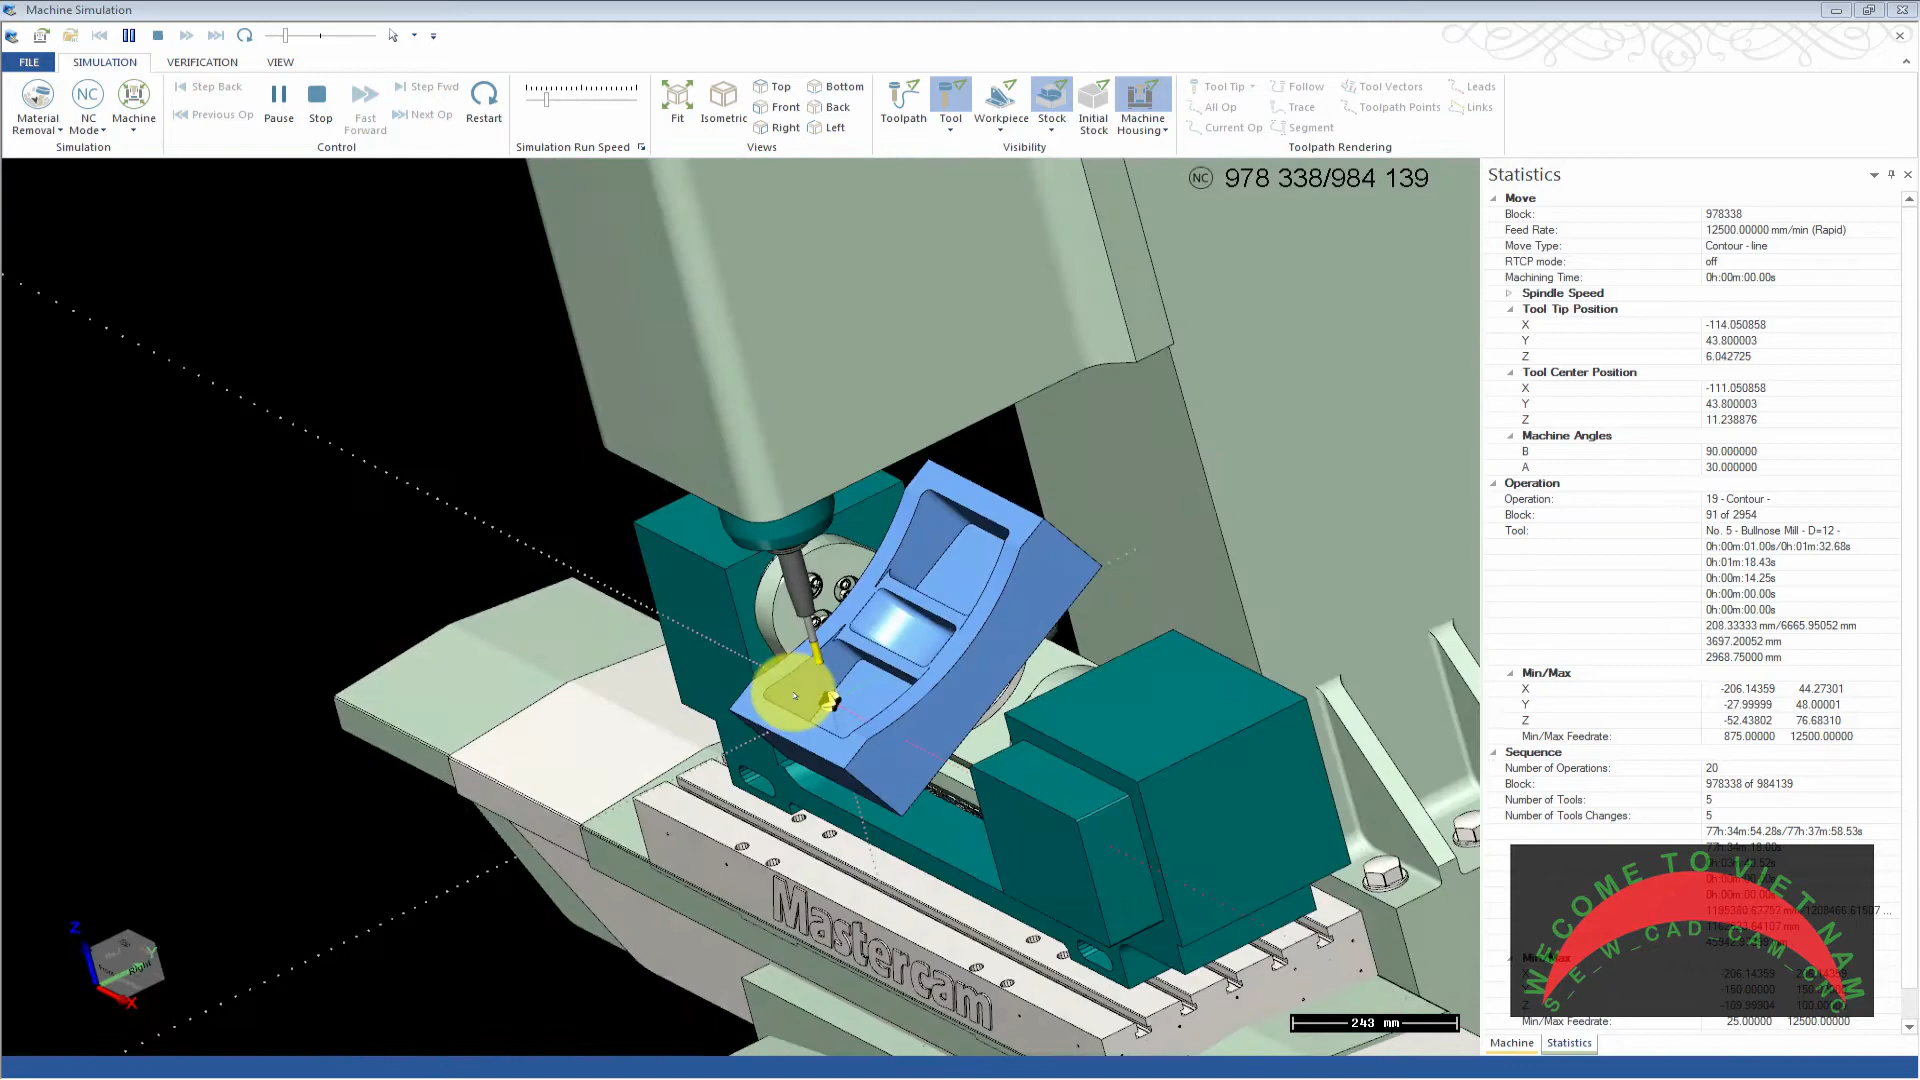 Machine Simulation
FILE
SIMULATION
VERIFICATION
VIEW
Material Removal
NC Mode
Machine
Simulation
Step Back
Previous Op
Pause
Stop
Fast Forward
Step Fwd
Next Op
Restart
Control
Simulation Run Speed
Fit
Isometric
Top
Front
Right
Bottom
Back
Left
Views
Toolpath
Tool
Workpiece
Stock
Initial Stock
Machine Housing
Visibility
Tool Tip
All Op
Current Op
Follow
Trace
Segment
Tool Vectors
Toolpath Points
Leads
Links
Toolpath Rendering
NC 978 338/984 139
Statistics
Move
Block: 978338
Feed Rate: 12500.00000 mm/min (Rapid)
Move Type: Contour - line
RTCP mode: off
Machining Time: 0h:00m:00.00s
Spindle Speed
Tool Tip Position
X -114.050858
Y 43.800003
Z 6.042725
Tool Center Position
X -111.050858
Y 43.800003
Z 11.238876
Machine Angles
B 90.000000
A 30.000000
Operation
Operation: 19 - Contour -
Block: 91 of 2954
Tool: No. 5 - Bullnose Mill - D=12 -
0h:00m:01.00s/0h:01m:32.68s
0h:01m:18.43s
0h:00m:14.25s
0h:00m:00.00s
0h:00m:00.00s
208.33333 mm/6665.95052 mm
3697.20052 mm
2968.75000 mm
Min/Max
X -206.14359 44.27301
Y -27.99999 48.00001
Z -52.43802 76.68310
Min/Max Feedrate: 875.00000 12500.00000
Sequence
Number of Operations: 20
Block: 978338 of 984139
Number of Tools: 5
Number of Tools Changes: 5
77h:34m:54.28s/77h:37m:58.53s
WECOME TO VIET NAM
S_E_W_CAD_CAM_
Min/Max
Min/Max Feedrate: 25.00000 12500.00000
Machine
Statistics
Mastercam
243 mm
Z
Y
X
Right